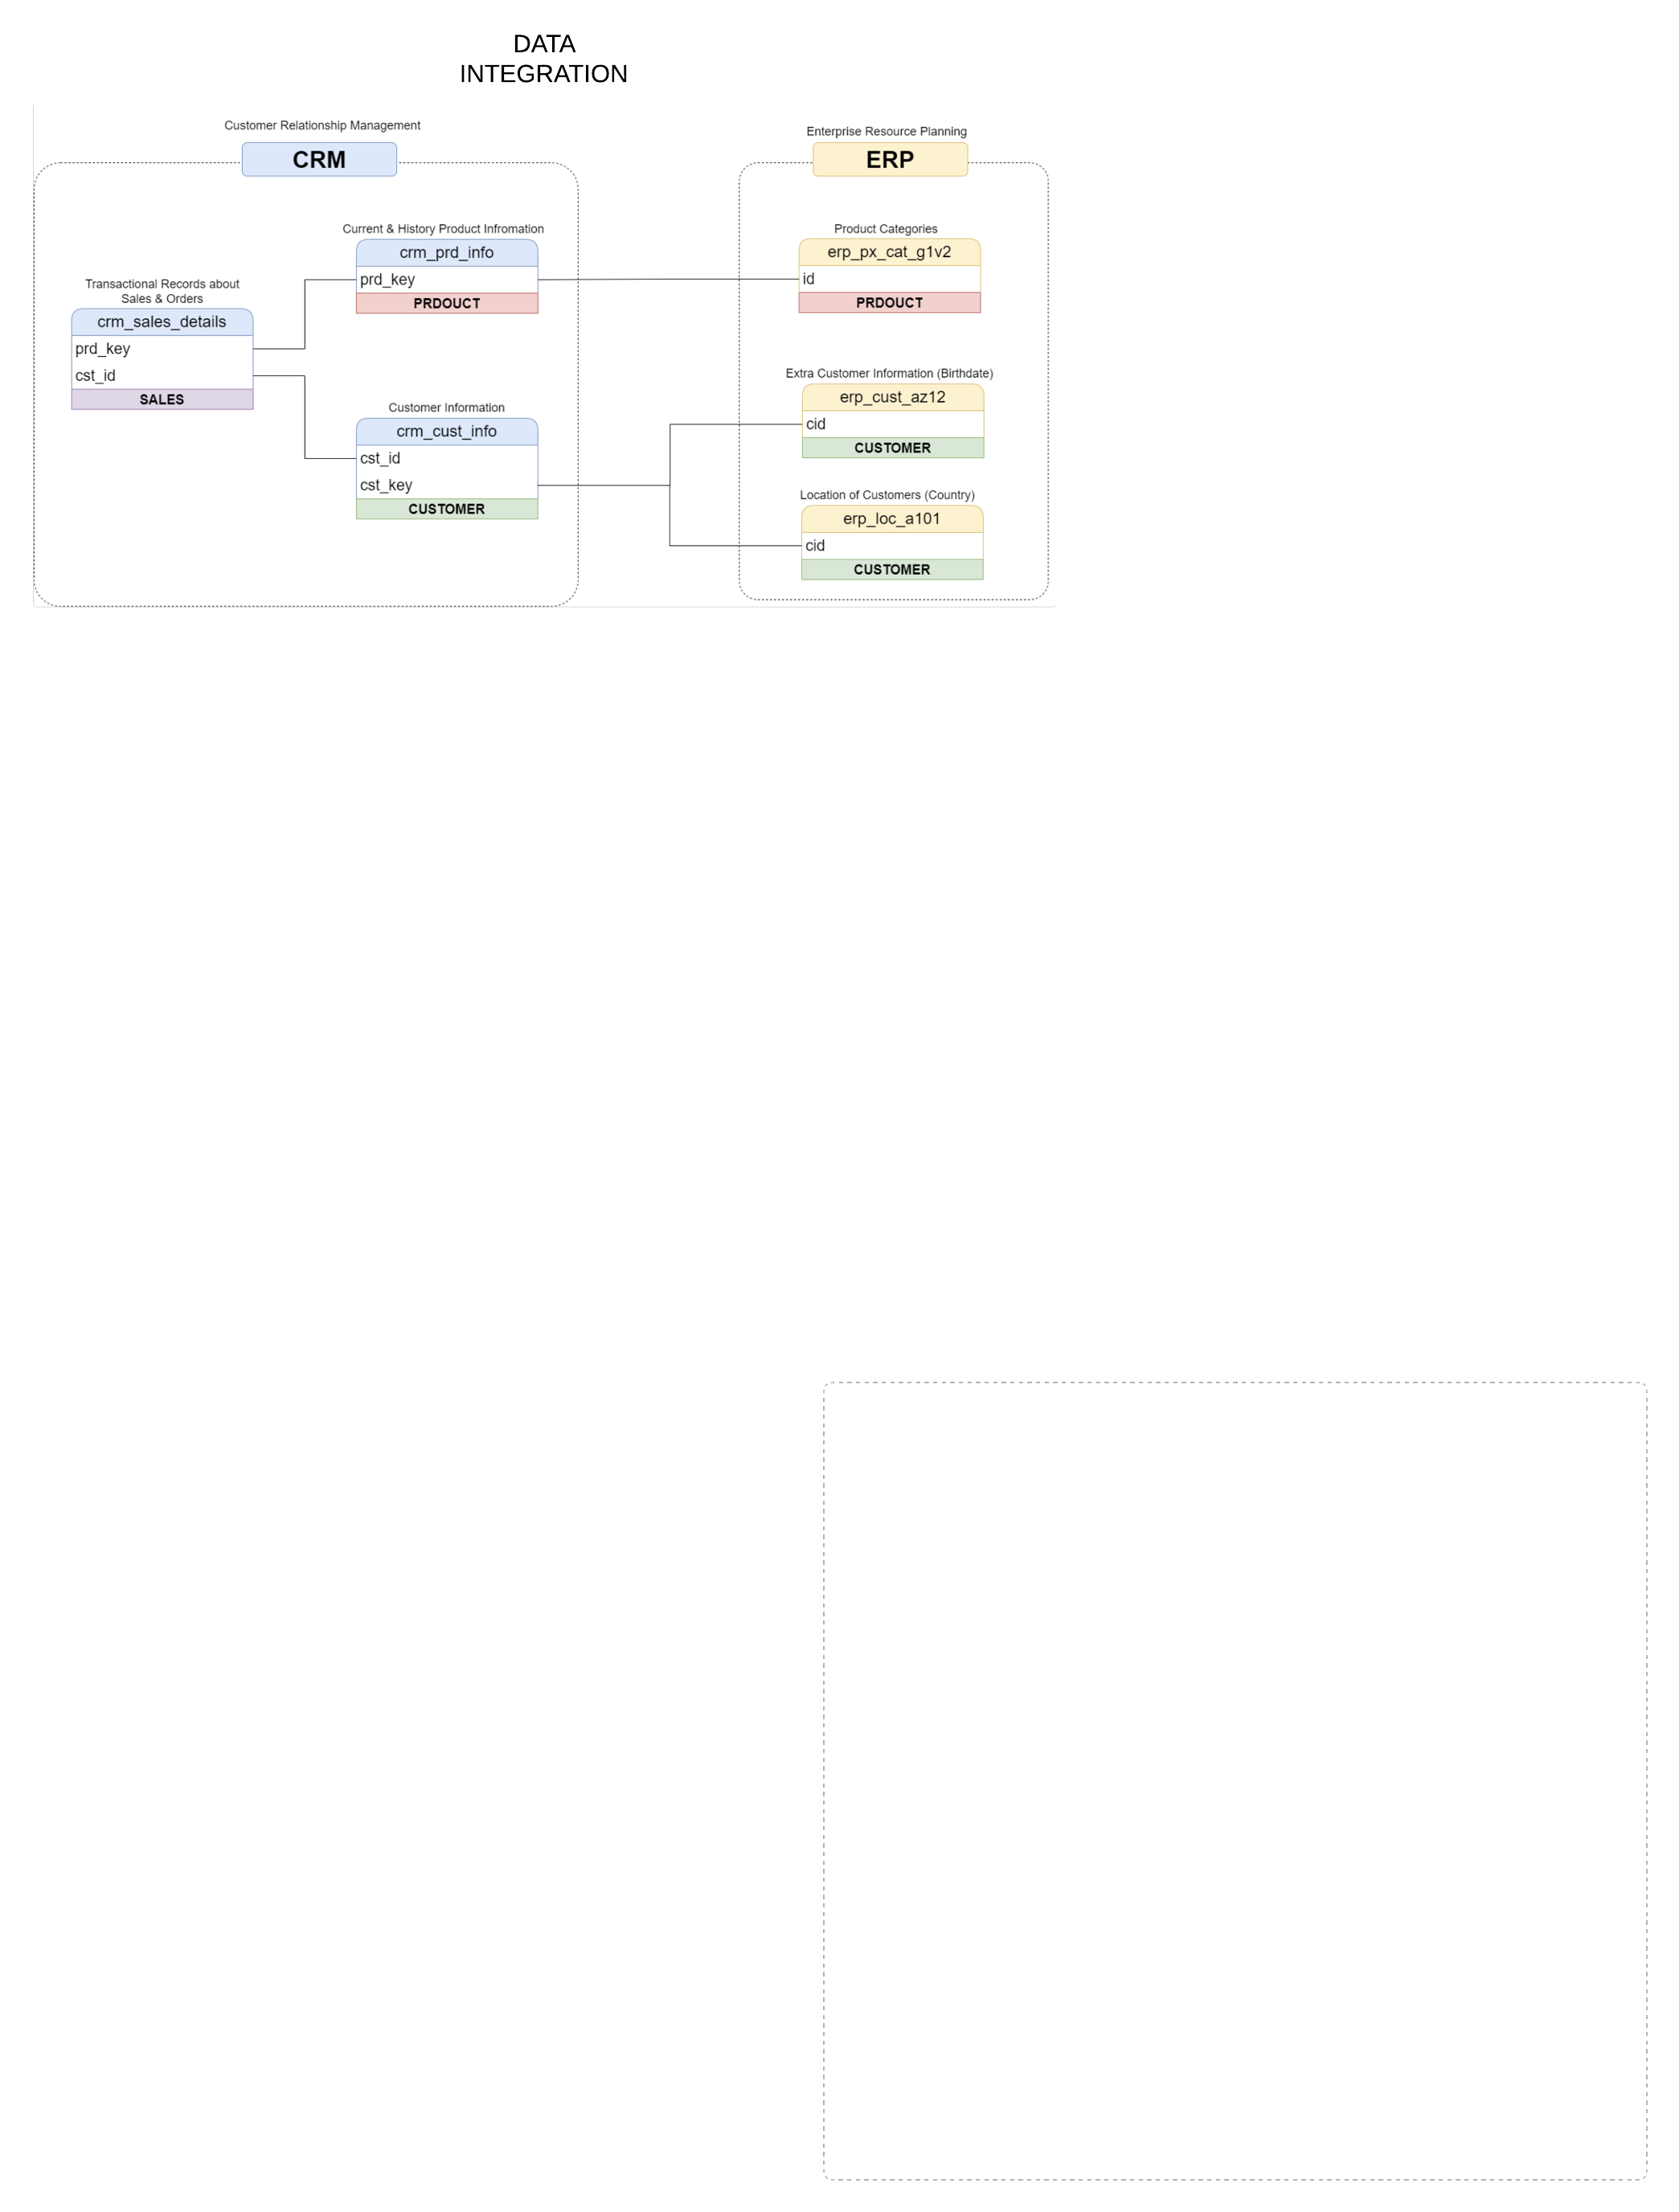 DATA
INTEGRATION
Customer Relationship Management
CRM
Enterprise Resource Planning
ERP
Transactional Records about
Sales & Orders
crm_sales_details
prd_key
cst_id
SALES
Current & History Product Infromation
crm_prd_info
prd_key
PRDOUCT
Customer Information
crm_cust_info
cst_id
cst_key
CUSTOMER
Product Categories
erp_px_cat_g1v2
id
PRDOUCT
Extra Customer Information (Birthdate)
erp_cust_az12
cid
CUSTOMER
Location of Customers (Country)
erp_loc_a101
cid
CUSTOMER